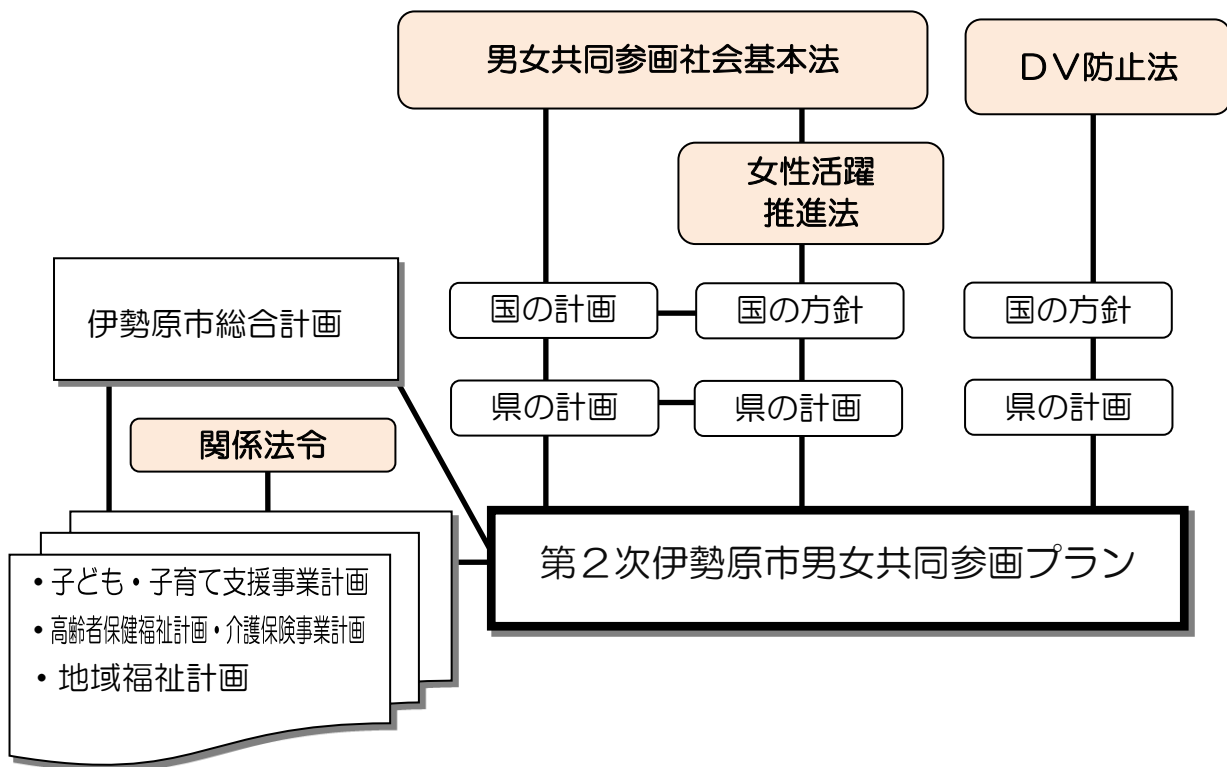 男女共同参画社会基本法
ＤＶ防止法
女性活躍
推進法
伊勢原市総合計画
国の計画
国の方針
国の方針
県の計画
県の計画
県の計画
関係法令
第２次伊勢原市男女共同参画プラン
・子ども・子育て支援事業計画
・高齢者保健福祉計画・介護保険事業計画
・地域福祉計画